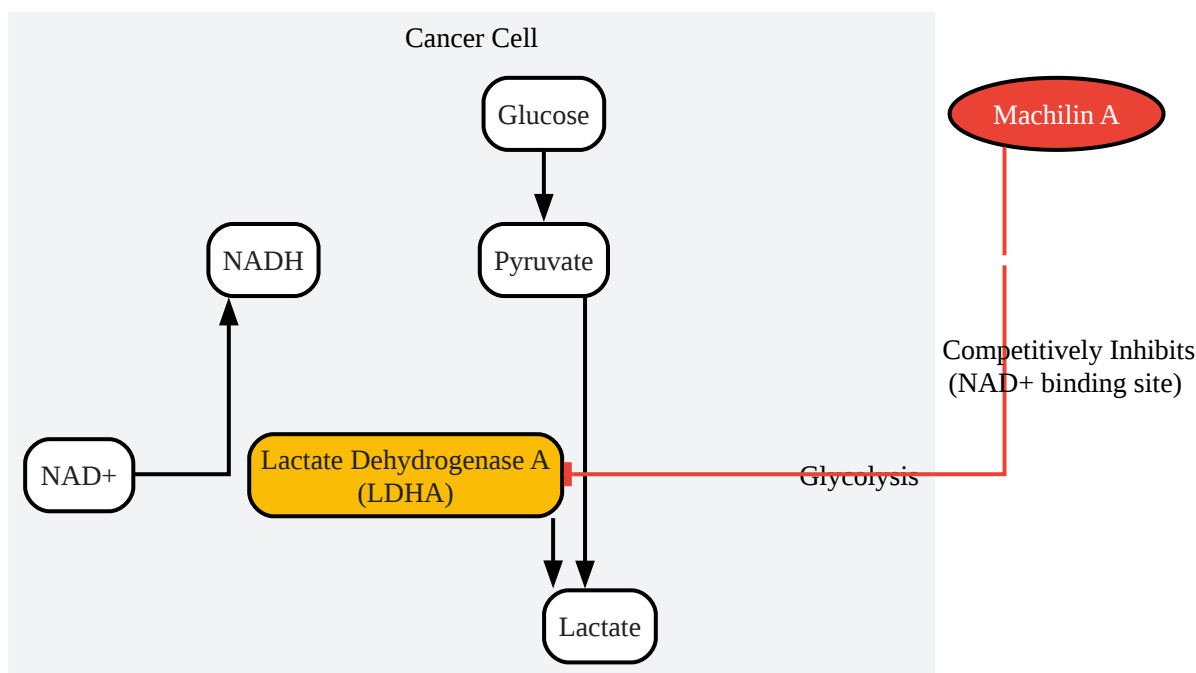 Cancer Cell
Glucose
Machilin A
NADH
Pyruvate
Competitively Inhibits
(NAD+ binding site)
NAD+
Lactate Dehydrogenase A
(LDHA)
Glycolysis
Lactate